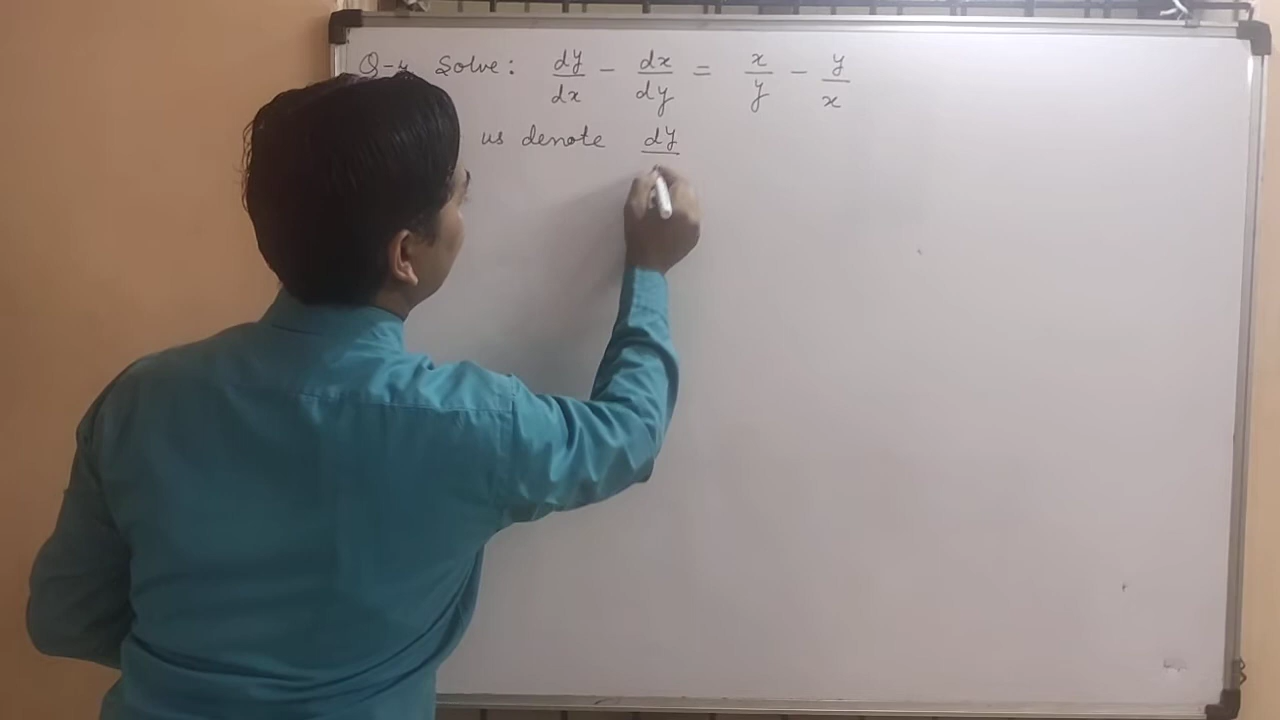 Q-4 Solve: dy/dx - dx/dy = x/y - y/x
us denote dy